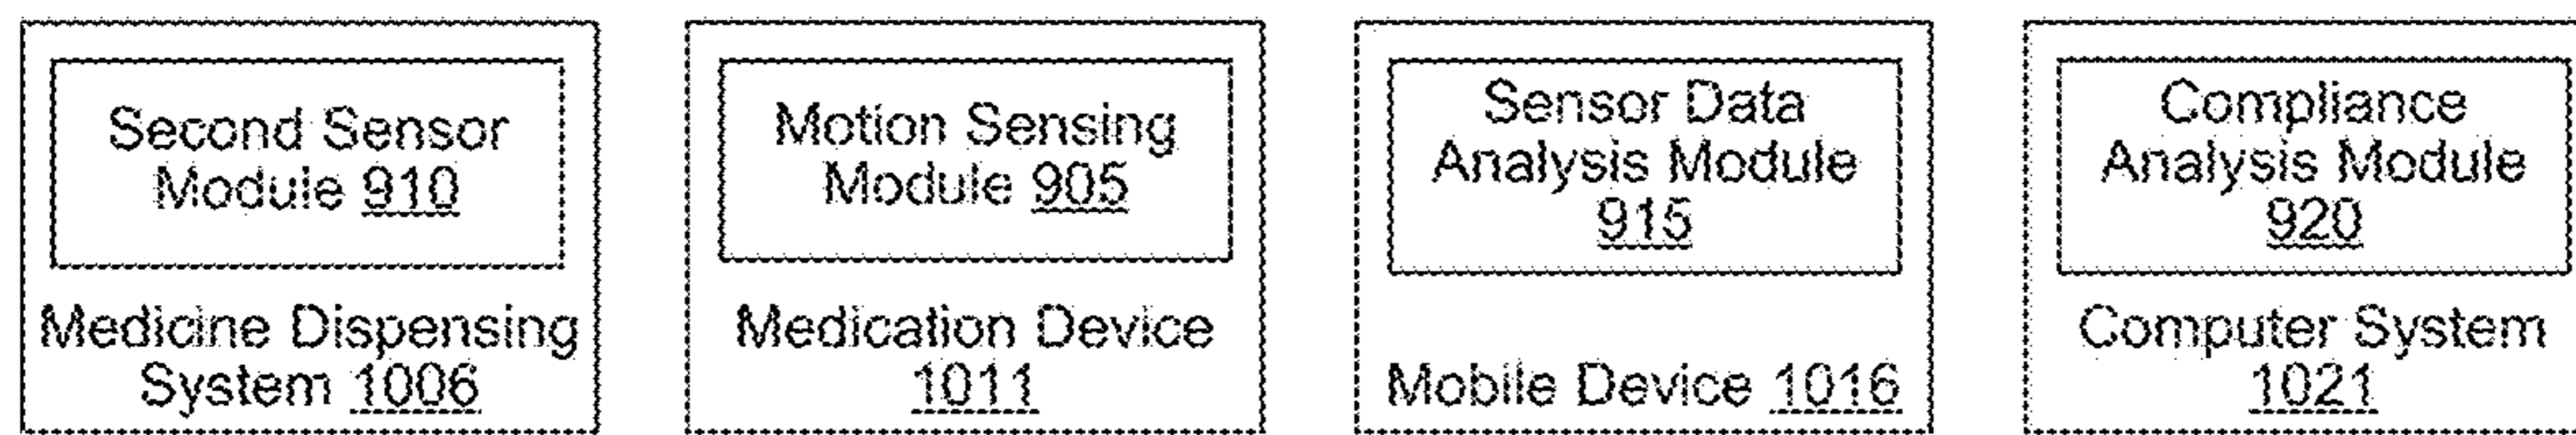 Second Sensor
Module 910
Medicine Dispensing
System 1006
Motion Sensing
Module 905
Medication Device
1011
Sensor Data
Analysis Module
915
Mobile Device 1016
Compliance
Analysis Module
920
Computer System
1021